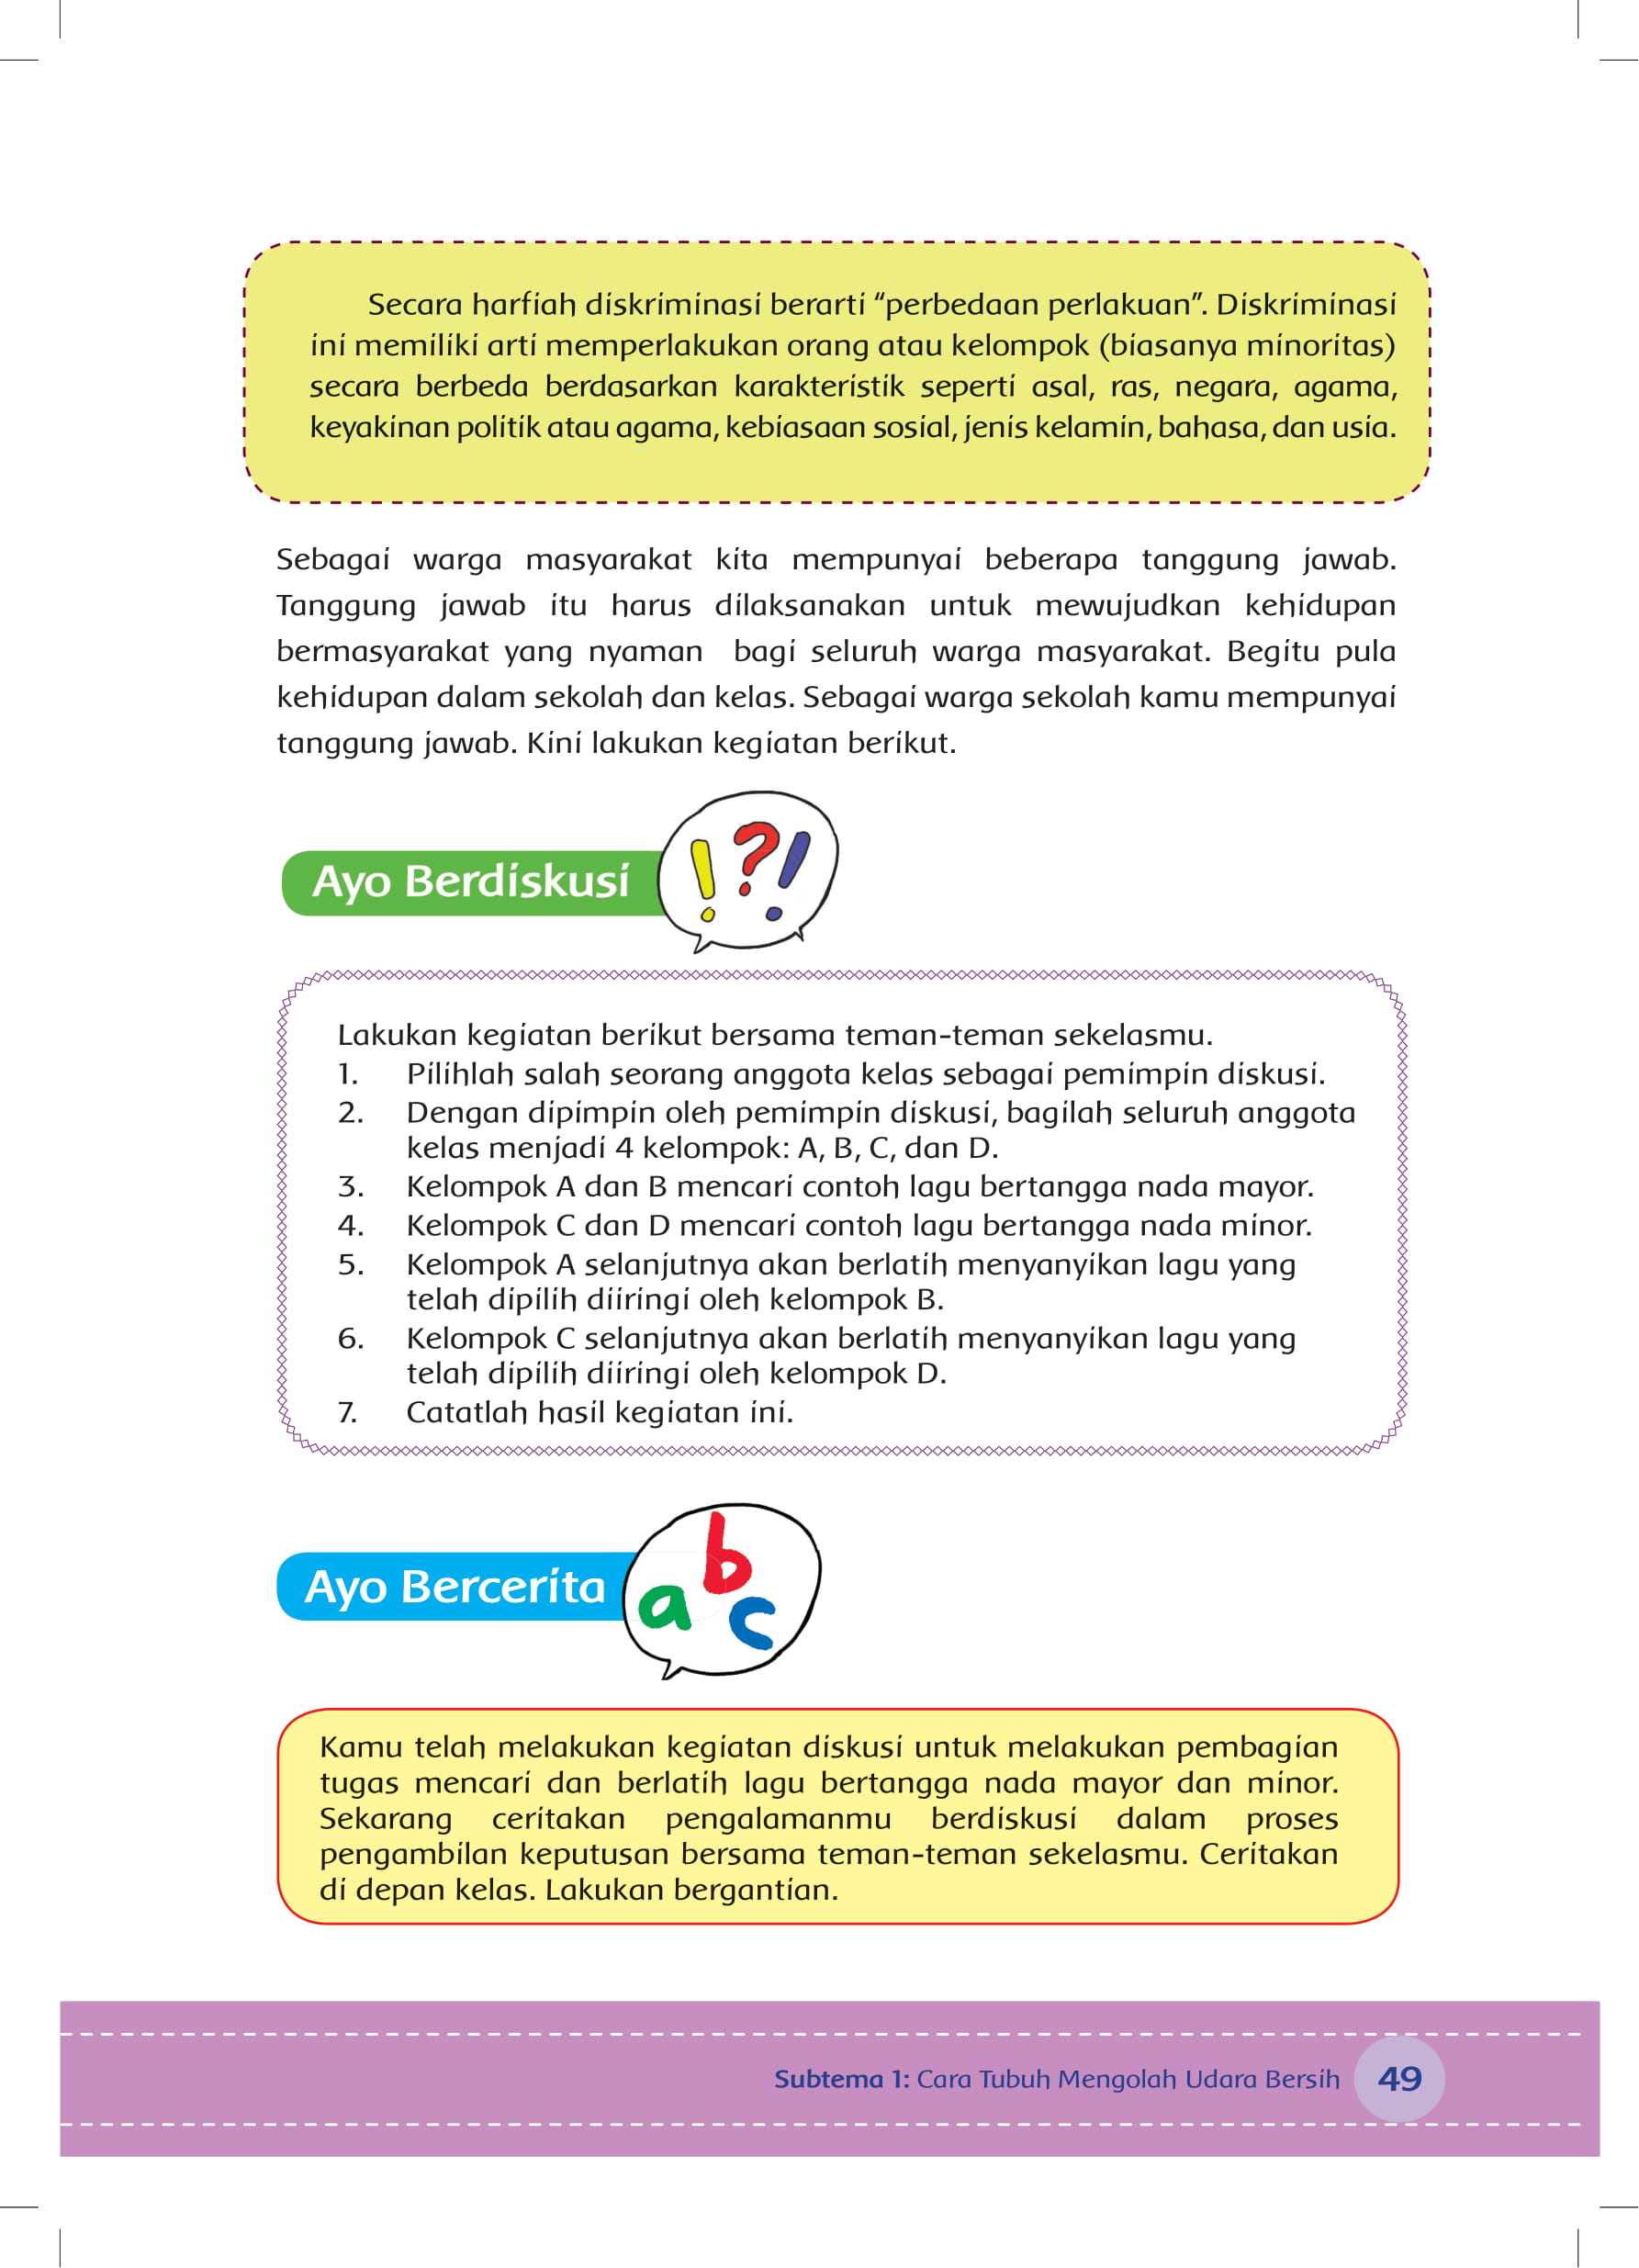 Secara harfiah diskriminasi berarti “perbedaan perlakuan”. Diskriminasi
ini memiliki arti memperlakukan orang atau kelompok (biasanya minoritas)
secara berbeda berdasarkan karakteristik seperti asal, ras, negara, agama,
keyakinan politik atau agama, kebiasaan sosial, jenis kelamin, bahasa, dan usia.
Sebagai warga masyarakat kita mempunyai beberapa tanggung jawab.
Tanggung jawab itu harus dilaksanakan untuk mewujudkan kehidupan
bermasyarakat yang nyaman bagi seluruh warga masyarakat. Begitu pula
kehidupan dalam sekolah dan kelas. Sebagai warga sekolah kamu mempunyai
tanggung jawab. Kini lakukan kegiatan berikut.
Ayo Berdiskusi
!?!
Lakukan kegiatan berikut bersama teman-teman sekelasmu.
1. Pilihlah salah seorang anggota kelas sebagai pemimpin diskusi.
2. Dengan dipimpin oleh pemimpin diskusi, bagilah seluruh anggota
kelas menjadi 4 kelompok: A, B, C, dan D.
3. Kelompok A dan B mencari contoh lagu bertangga nada mayor.
4. Kelompok C dan D mencari contoh lagu bertangga nada minor.
5. Kelompok A selanjutnya akan berlatih menyanyikan lagu yang
telah dipilih diiringi oleh kelompok B.
6. Kelompok C selanjutnya akan berlatih menyanyikan lagu yang
telah dipilih diiringi oleh kelompok D.
7. Catatlah hasil kegiatan ini.
Ayo Bercerita
a b c
Kamu telah melakukan kegiatan diskusi untuk melakukan pembagian
tugas mencari dan berlatih lagu bertangga nada mayor dan minor.
Sekarang ceritakan pengalamanmu berdiskusi dalam proses
pengambilan keputusan bersama teman-teman sekelasmu. Ceritakan
di depan kelas. Lakukan bergantian.
Subtema 1: Cara Tubuh Mengolah Udara Bersih 49